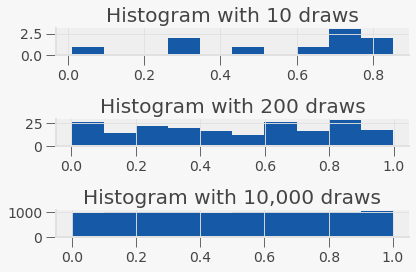 Histogram with 10 draws
2.5
0.0
0.0 0.2 0.4 0.6 0.8
Histogram with 200 draws
25
0
0.0 0.2 0.4 0.6 0.8 1.0
Histogram with 10,000 draws
1000
0
0.0 0.2 0.4 0.6 0.8 1.0